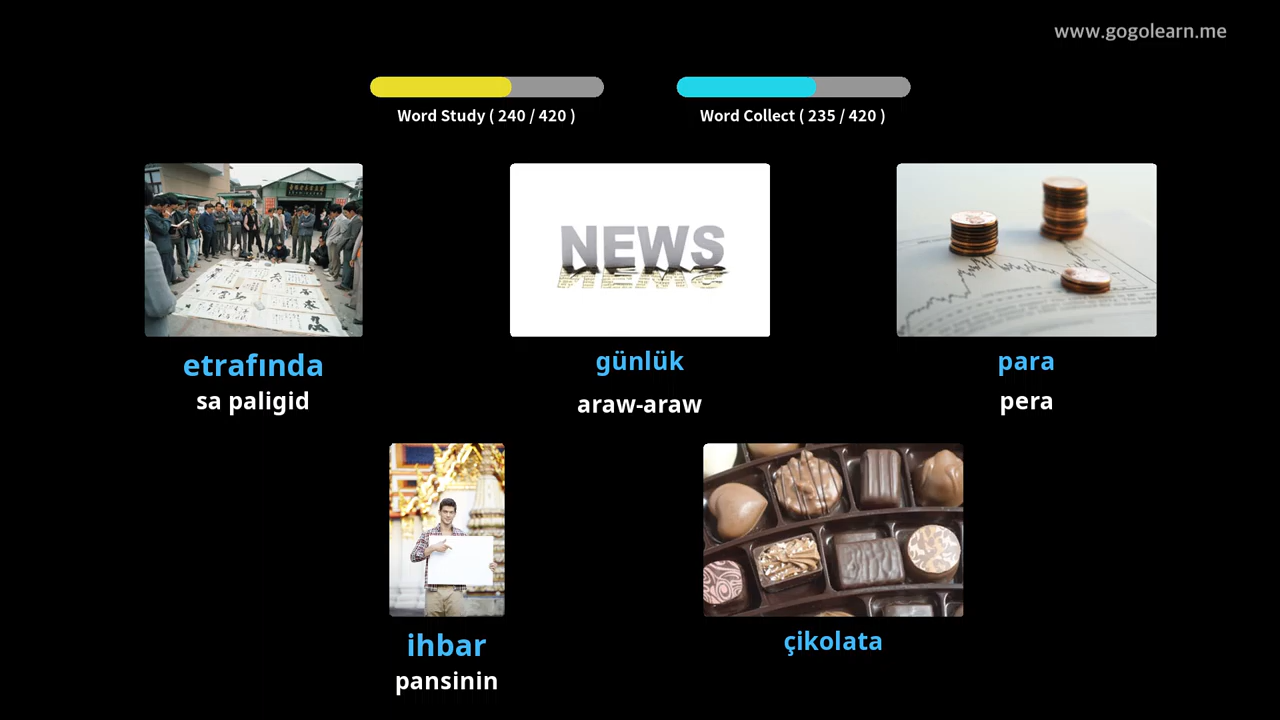 www.gogolearn.me
Word Study ( 240 / 420 )
Word Collect ( 235 / 420 )
NEWS
etrafında
sa paligid
günlük
araw-araw
para
pera
ihbar
pansinin
çikolata